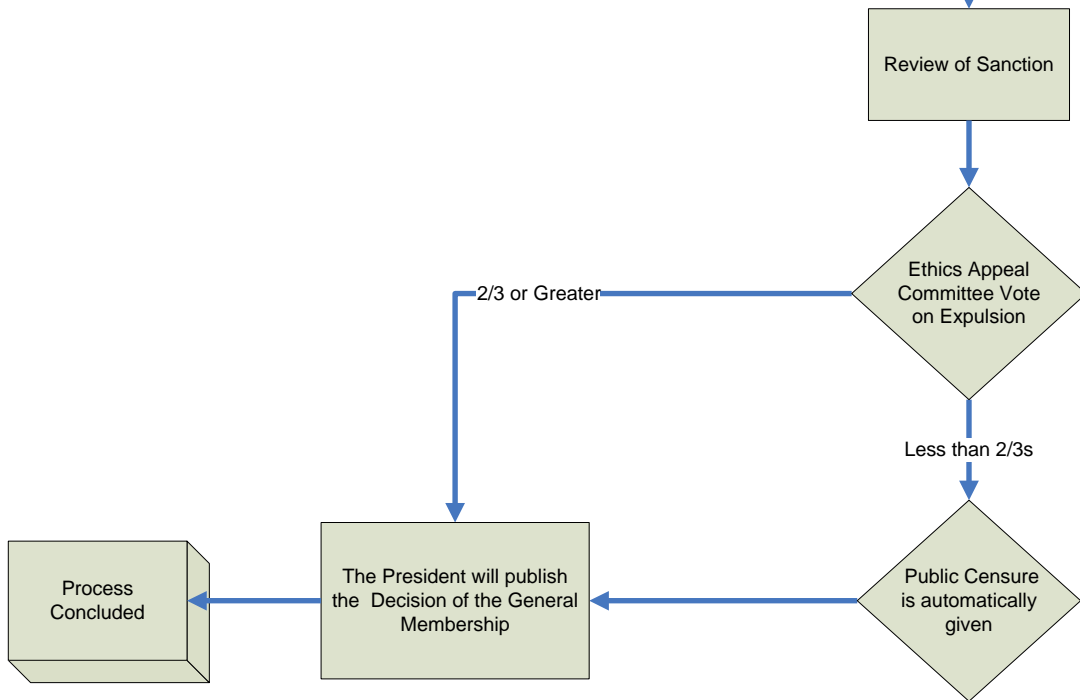 Review of Sanction
Ethics Appeal
Committee Vote
on Expulsion
2/3 or Greater
Less than 2/3s
Public Censure
is automatically
given
The President will publish
the Decision of the General
Membership
Process
Concluded